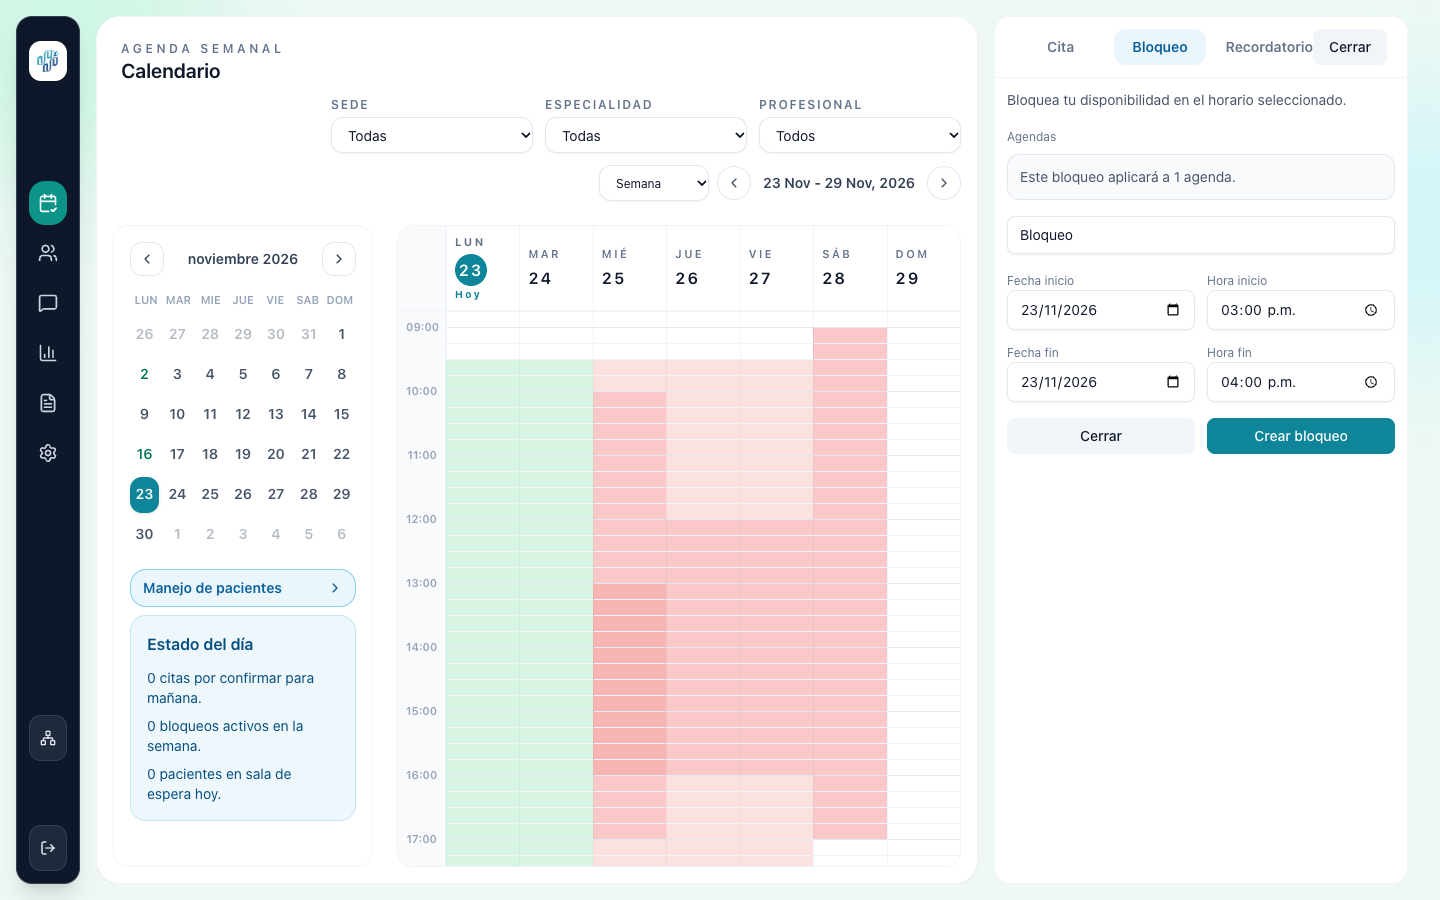 AGENDA SEMANAL
Calendario
SEDE
Todas
ESPECIALIDAD
Todas
PROFESIONAL
Todos
Semana
23 Nov - 29 Nov, 2026
noviembre 2026
LUN MAR MIE JUE VIE SAB DOM
26 27 28 29 30 31 1
2 3 4 5 6 7 8
9 10 11 12 13 14 15
16 17 18 19 20 21 22
23 24 25 26 27 28 29
30 1 2 3 4 5 6
Manejo de pacientes
Estado del día
0 citas por confirmar para
mañana.
0 bloqueos activos en la
semana.
0 pacientes en sala de
espera hoy.
LUN
23
Hoy
MAR
24
MIÉ
25
JUE
26
VIE
27
SÁB
28
DOM
29
09:00
10:00
11:00
12:00
13:00
14:00
15:00
16:00
17:00
Cita
Bloqueo
Recordatorio
Cerrar
Bloquea tu disponibilidad en el horario seleccionado.
Agendas
Este bloqueo aplicará a 1 agenda.
Bloqueo
Fecha inicio
23/11/2026
Hora inicio
03:00 p.m.
Fecha fin
23/11/2026
Hora fin
04:00 p.m.
Cerrar
Crear bloqueo